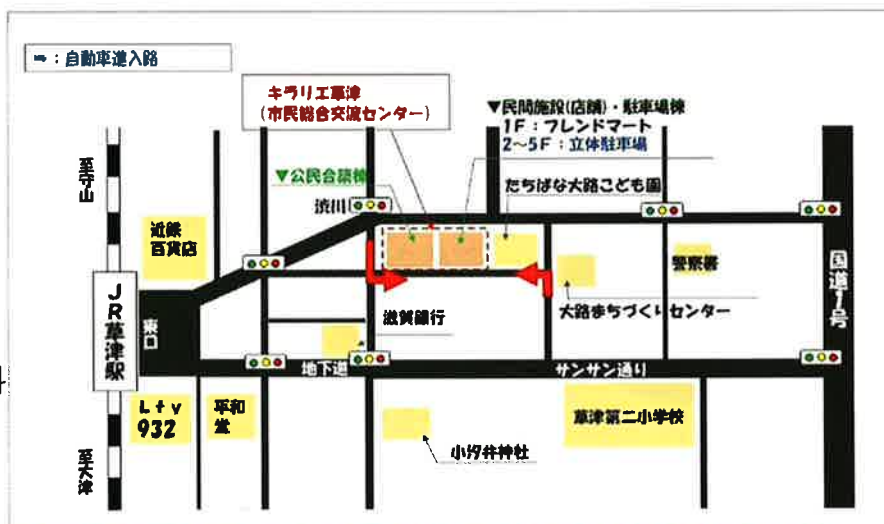 ➡：自動車進入路
キラリエ草津
(市民総合交流センター)
▼民間施設(店舗)・駐車場棟
1F：フレンドマート
2～5F：立体駐車場
▼公民合築棟
たちばな大路こども園
渋川
至守山
近鉄
百貨店
警察署
国道1号
JR草津駅
東口
滋賀銀行
大路まちづくりセンター
地下道
サンサン通り
Lty
932
平和
堂
草津第二小学校
小汐井神社
至大津